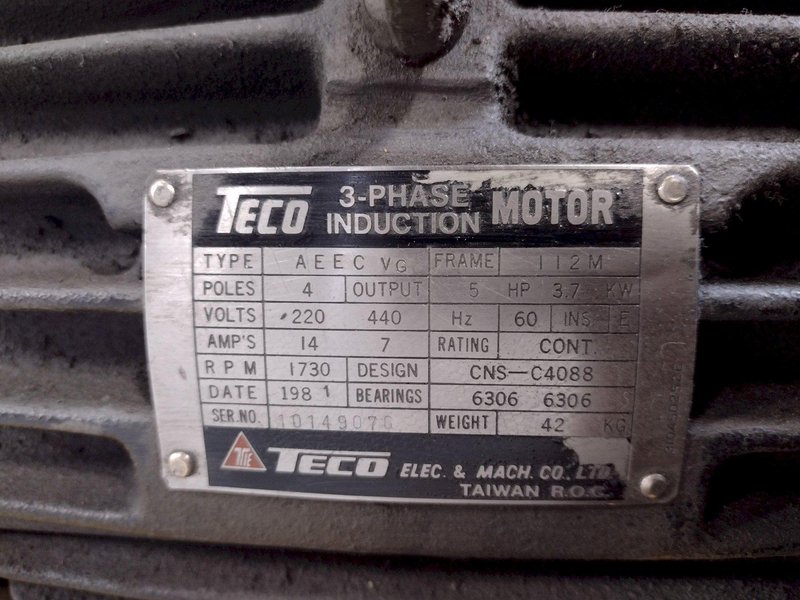 TECO 3-PHASE INDUCTION MOTOR
TYPE AEEC VG FRAME 112M
POLES 4 OUTPUT 5 HP 3.7 KW
VOLTS 220 440 Hz 60 INS E
AMP'S 14 7 RATING CONT.
RPM 1730 DESIGN CNS-C4088
DATE 1981 BEARINGS 6306 6306
SER.NO. WEIGHT 42 KG
TECO ELEC. & MACH. CO., LTD.
TAIWAN R.O.C.